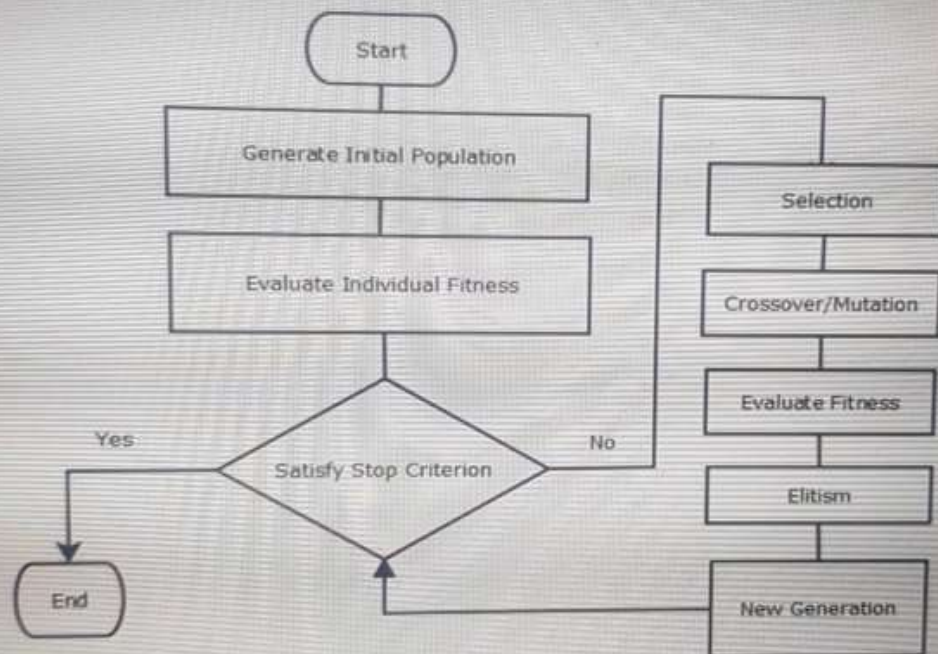 Start
Generate Initial Population
Evaluate Individual Fitness
Satisfy Stop Criterion
Yes
End
No
Selection
Crossover/Mutation
Evaluate Fitness
Elitism
New Generation